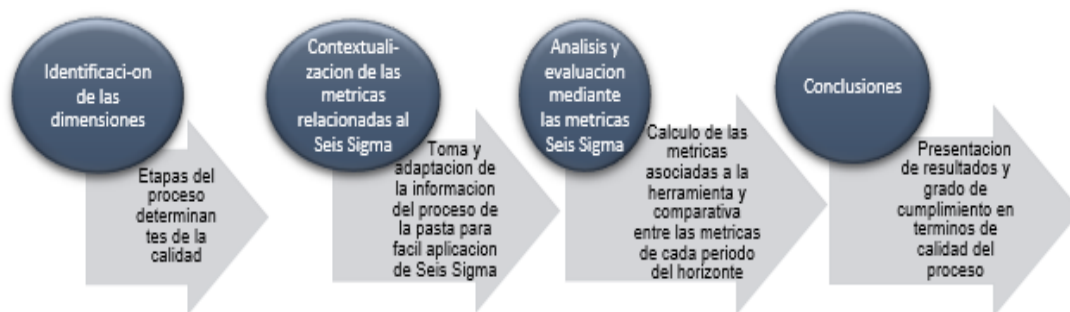 Identificaci-on
de las
dimensiones
Etapas del
proceso
determinan
tes de la
calidad
Contextuali-
zacion de las
metricas
relacionadas al
Seis Sigma
Toma y
adaptacion de
la informacion
del proceso de
la pasta para
facil aplicacion
de Seis Sigma
Analisis y
evaluacion
mediante
las metricas
Seis Sigma
Calculo de las
metricas
asociadas a la
herramienta y
comparativa
entre las metricas
de cada periodo
del horizonte
Conclusiones
Presentacion
de resultados y
grado de
cumplimiento en
terminos de
calidad del
proceso